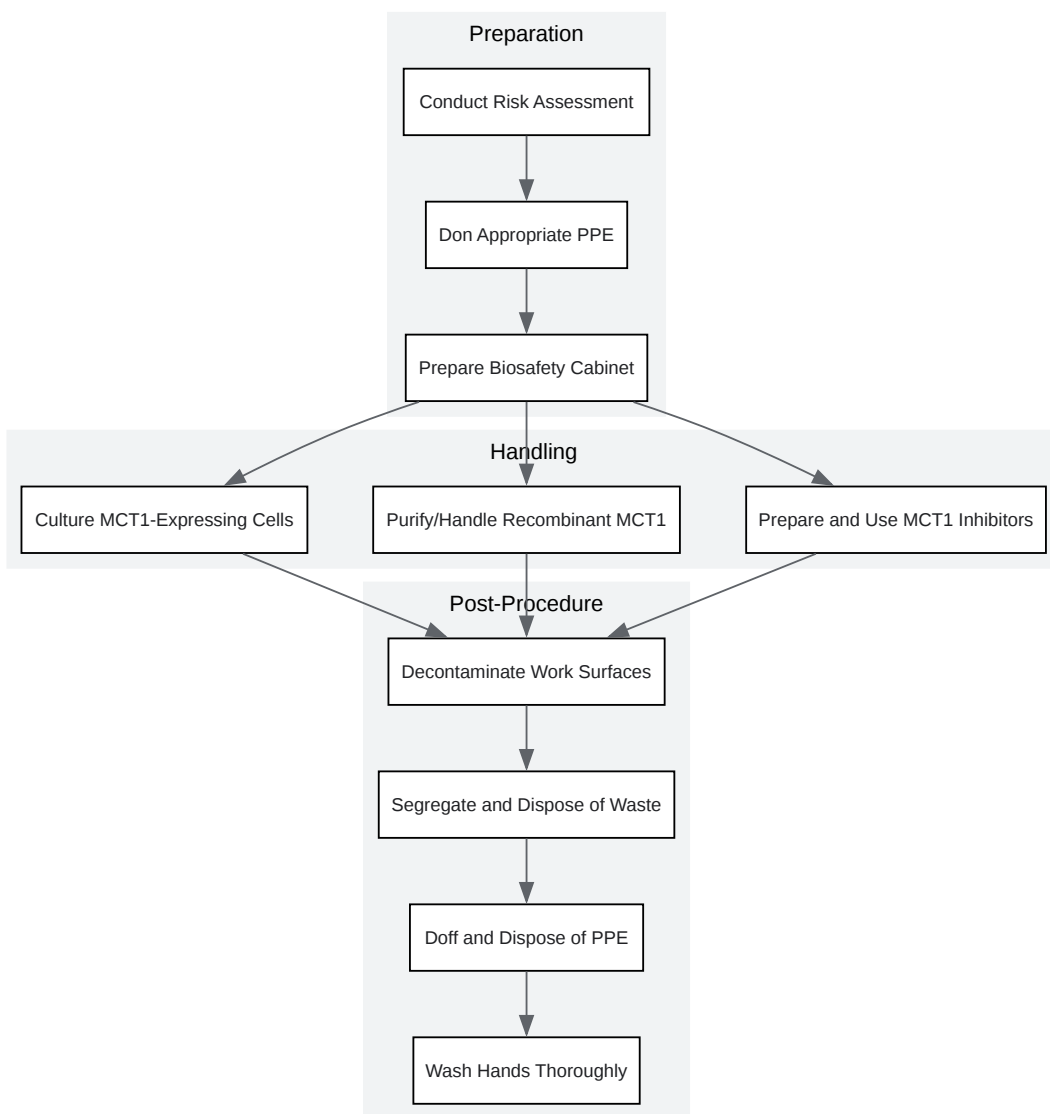 Preparation
Conduct Risk Assessment
Don Appropriate PPE
Prepare Biosafety Cabinet
Handling
Culture MCT1-Expressing Cells
Purify/Handle Recombinant MCT1
Prepare and Use MCT1 Inhibitors
Post-Procedure
Decontaminate Work Surfaces
Segregate and Dispose of Waste
Doff and Dispose of PPE
Wash Hands Thoroughly